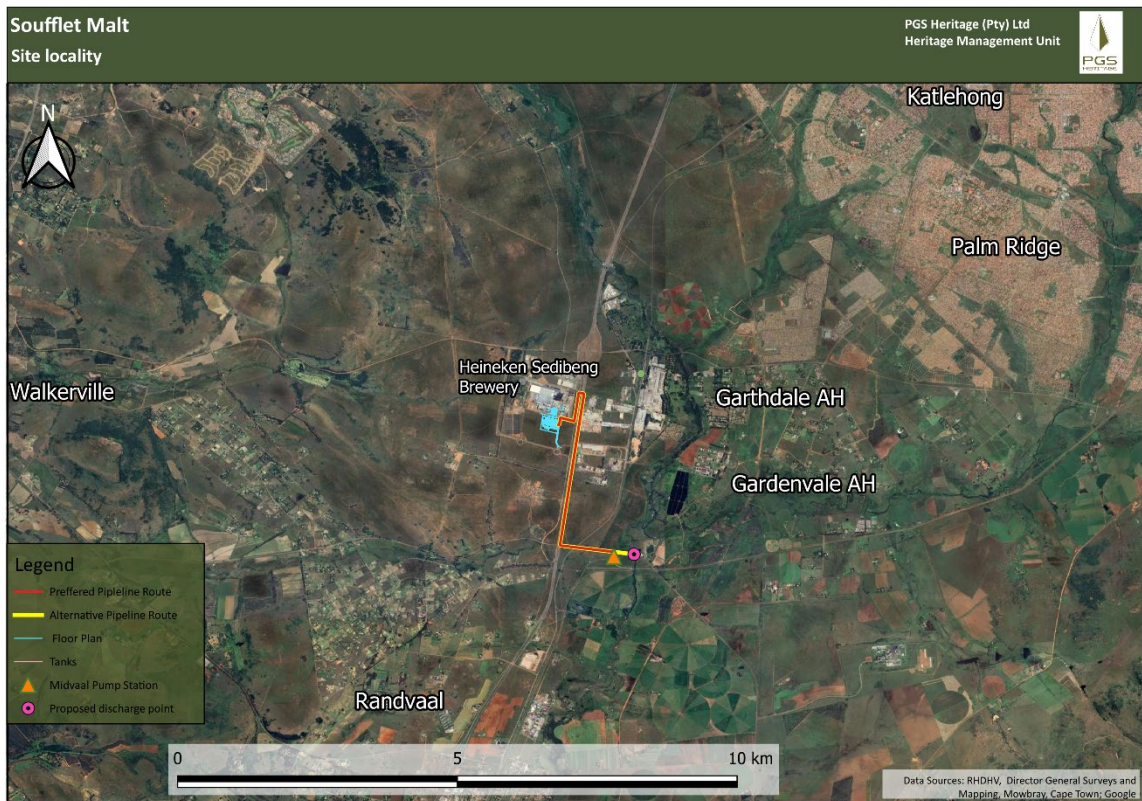 Soufflet Malt
Site locality
PGS Heritage (Pty) Ltd
Heritage Management Unit
PGS
HERITAGE
N
Katlehong
Palm Ridge
Heineken Sedibeng
Brewery
Walkerville
Garthdale AH
Gardenvale AH
Legend
Preffered Pipleline Route
Alternative Pipeline Route
Floor Plan
Tanks
Midvaal Pump Station
Proposed discharge point
Randvaal
0 5 10 km
Data Sources: RHDHV, Director General Surveys and
Mapping, Mowbray, Cape Town; Google